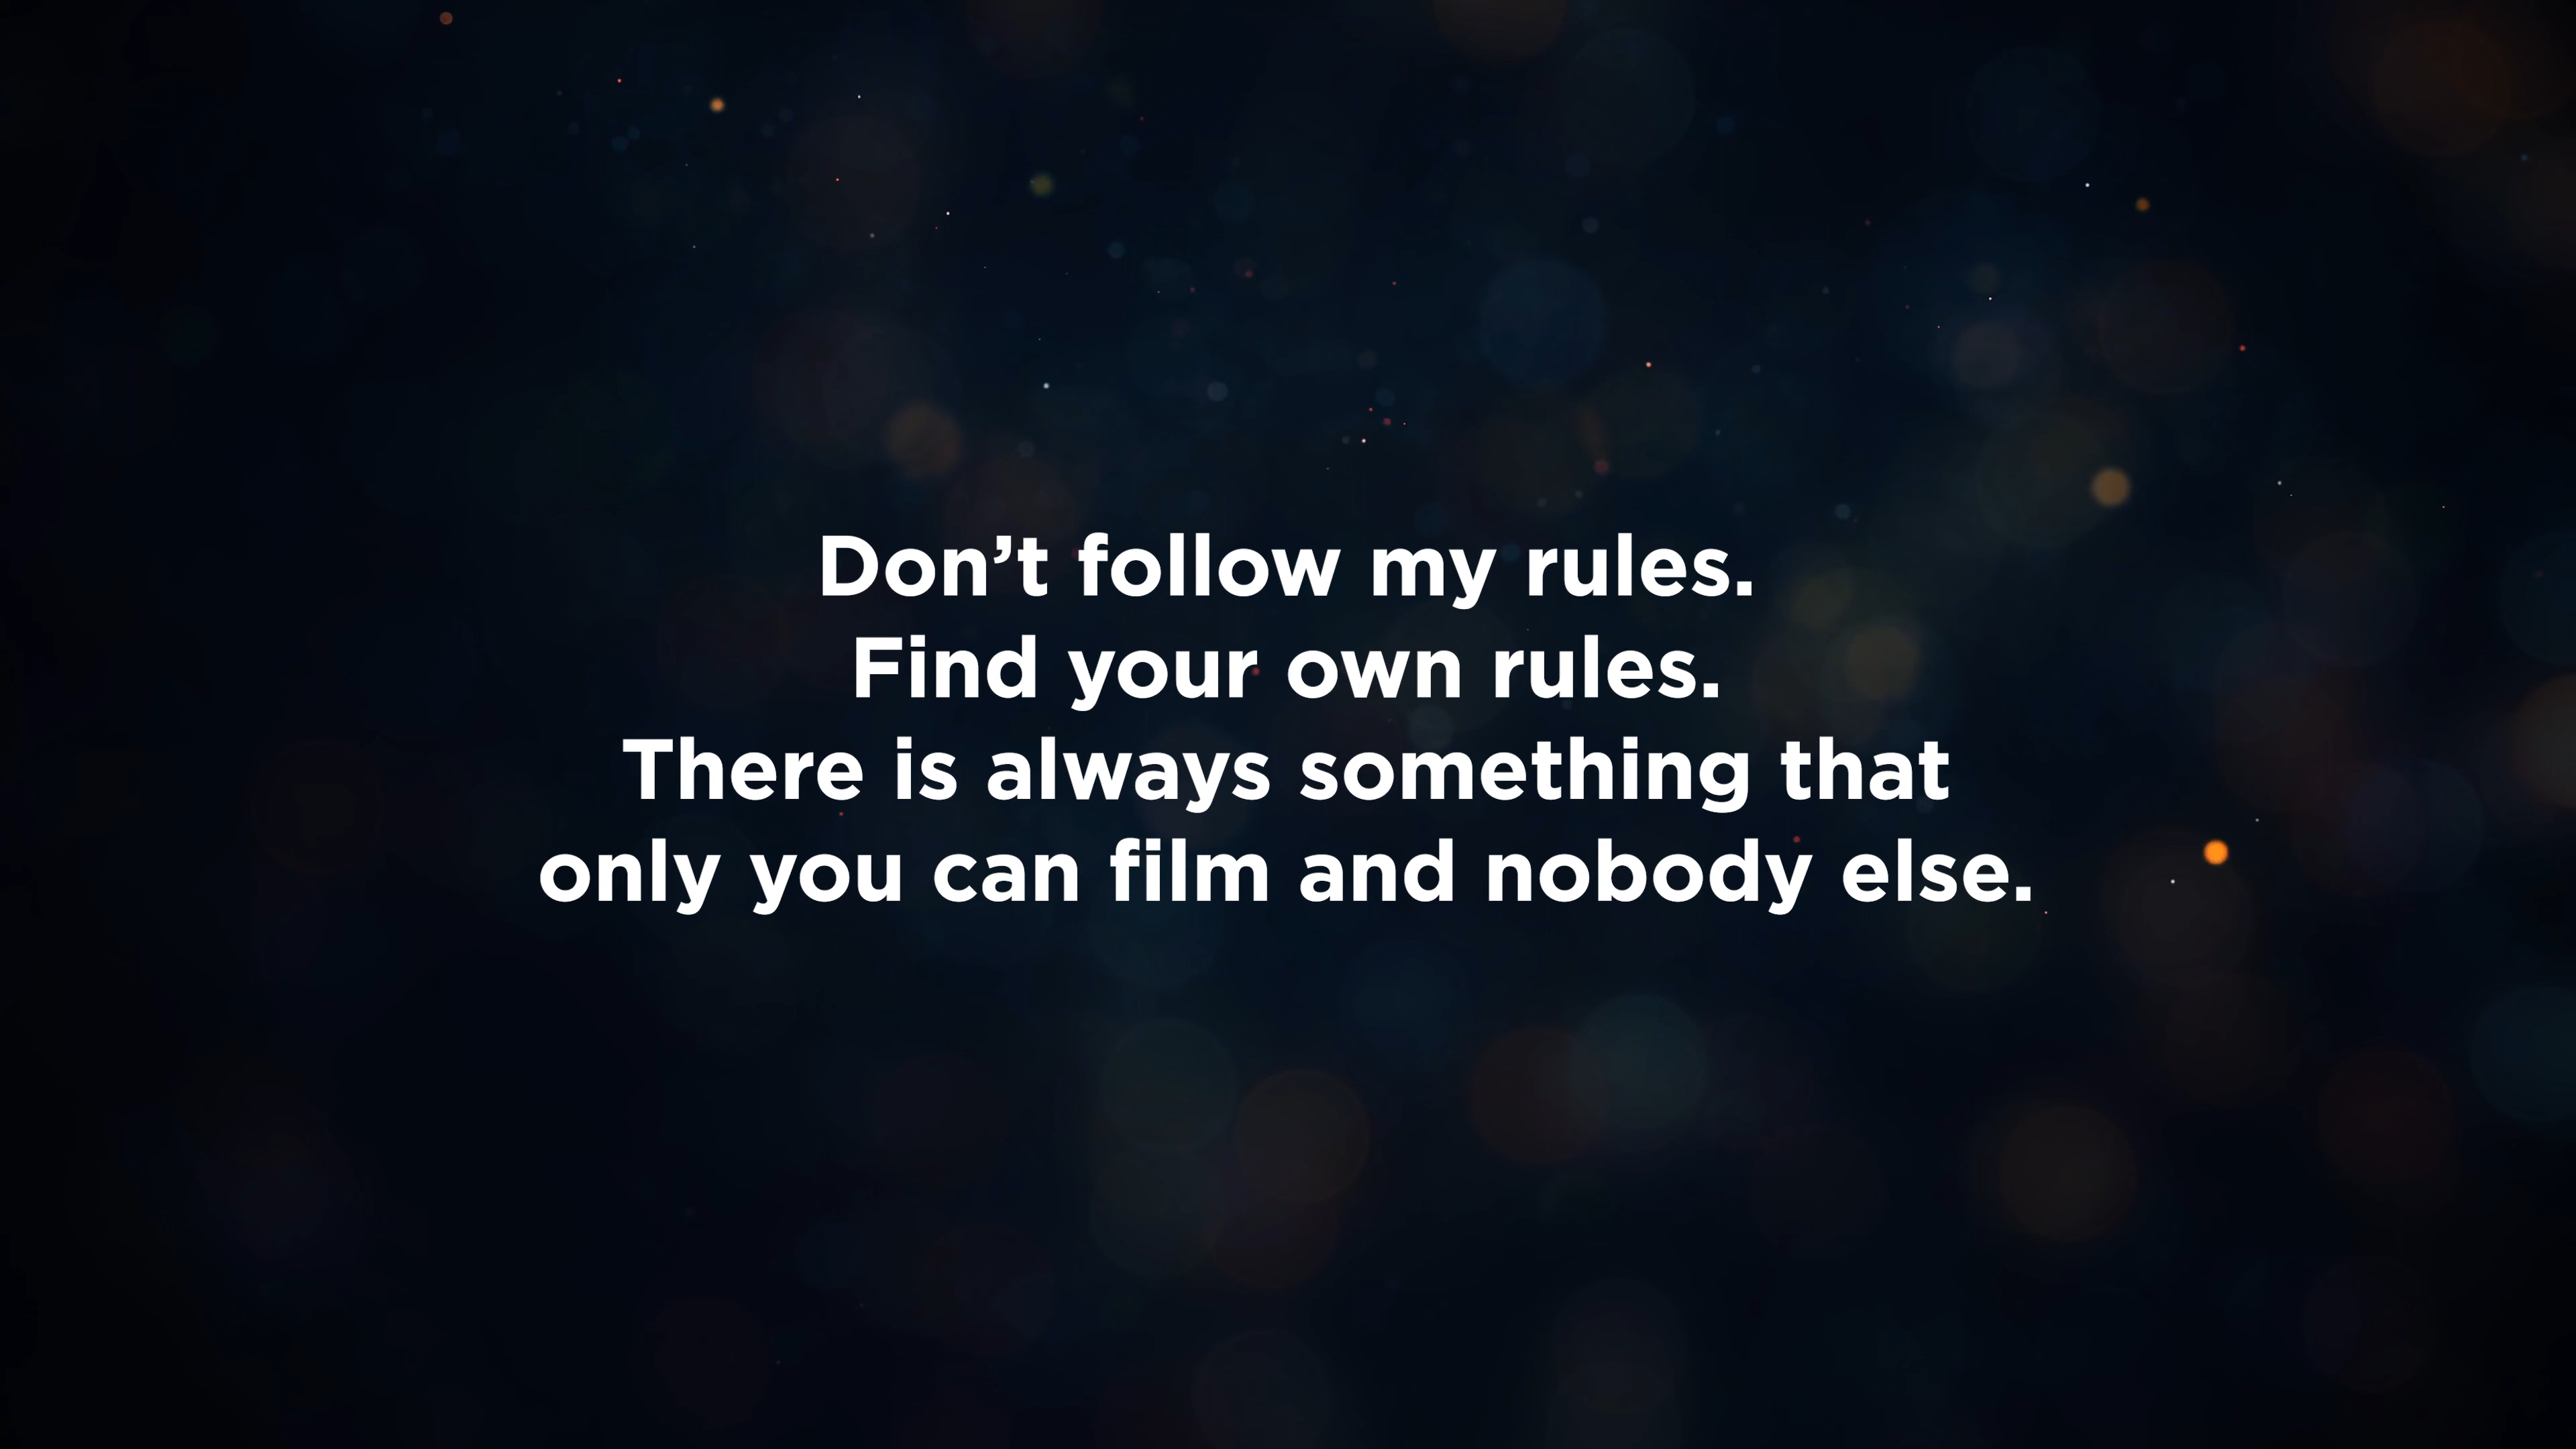 Don’t follow my rules.
Find your own rules.
There is always something that
only you can film and nobody else.